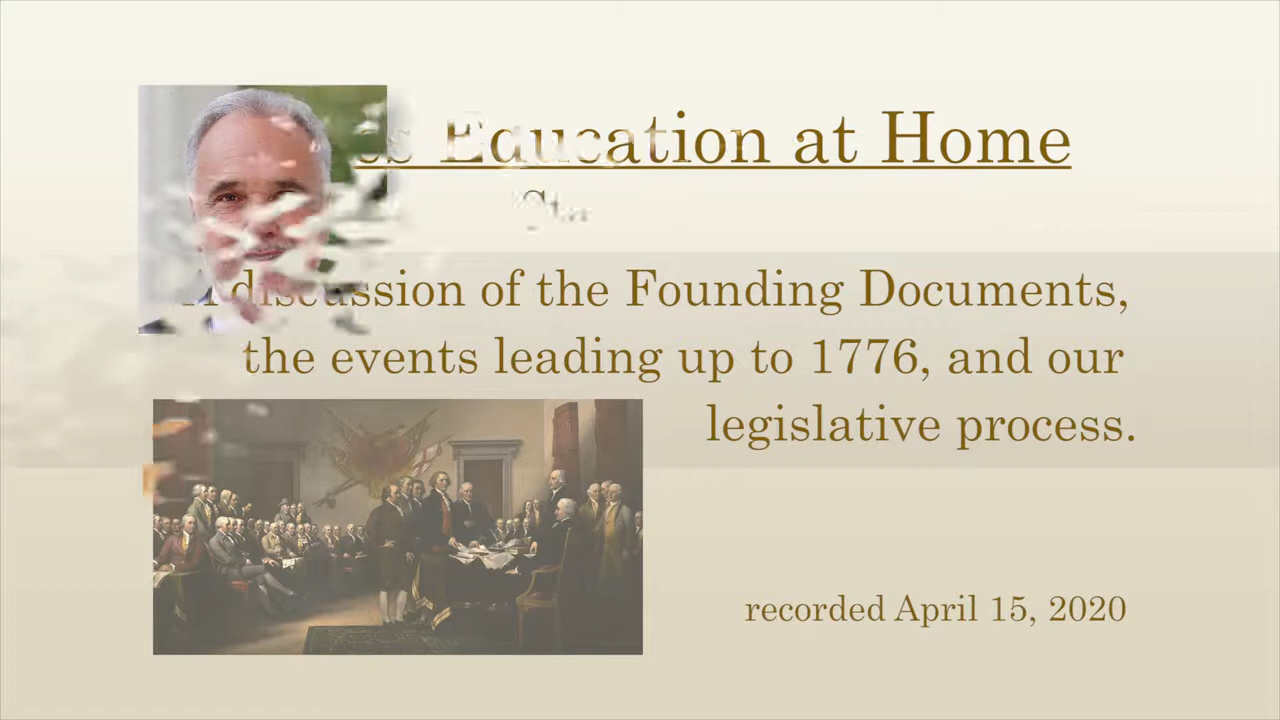 Education at Home
discussion of the Founding Documents,
the events leading up to 1776, and our
legislative process.
recorded April 15, 2020